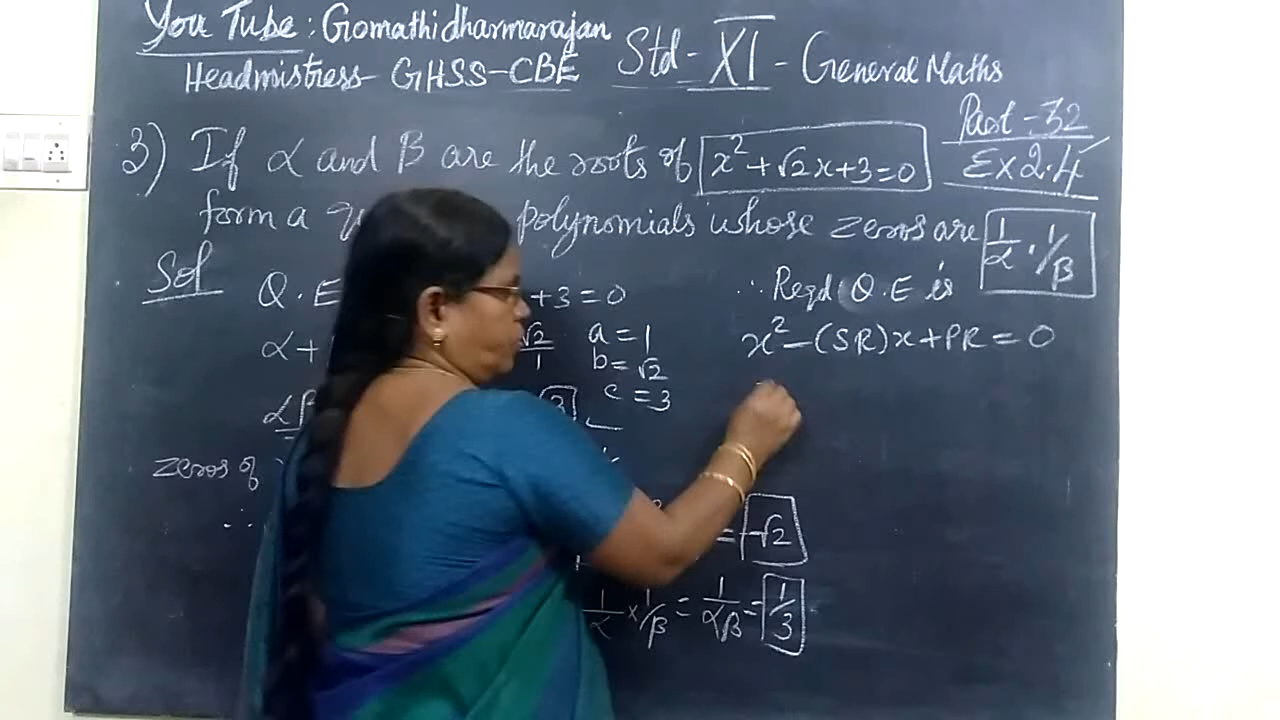 You Tube : Gomathidharmarajan
Headmistress- GHSS-CBE
Std - XI - General Maths
Part - 32
Ex 2.4
3) If α and β are the roots of x² + √2x + 3 = 0
form a polynomials whose zeros are 1/α , 1/β
Sol
Q.E + 3 = 0
α + √2/1
a = 1
b = √2
c = 3
αβ 3
zeros of
∴
= -√2
1/α × 1/β = 1/αβ = 1/3
∴ Reqd Q.E is
x² - (SR)x + PR = 0